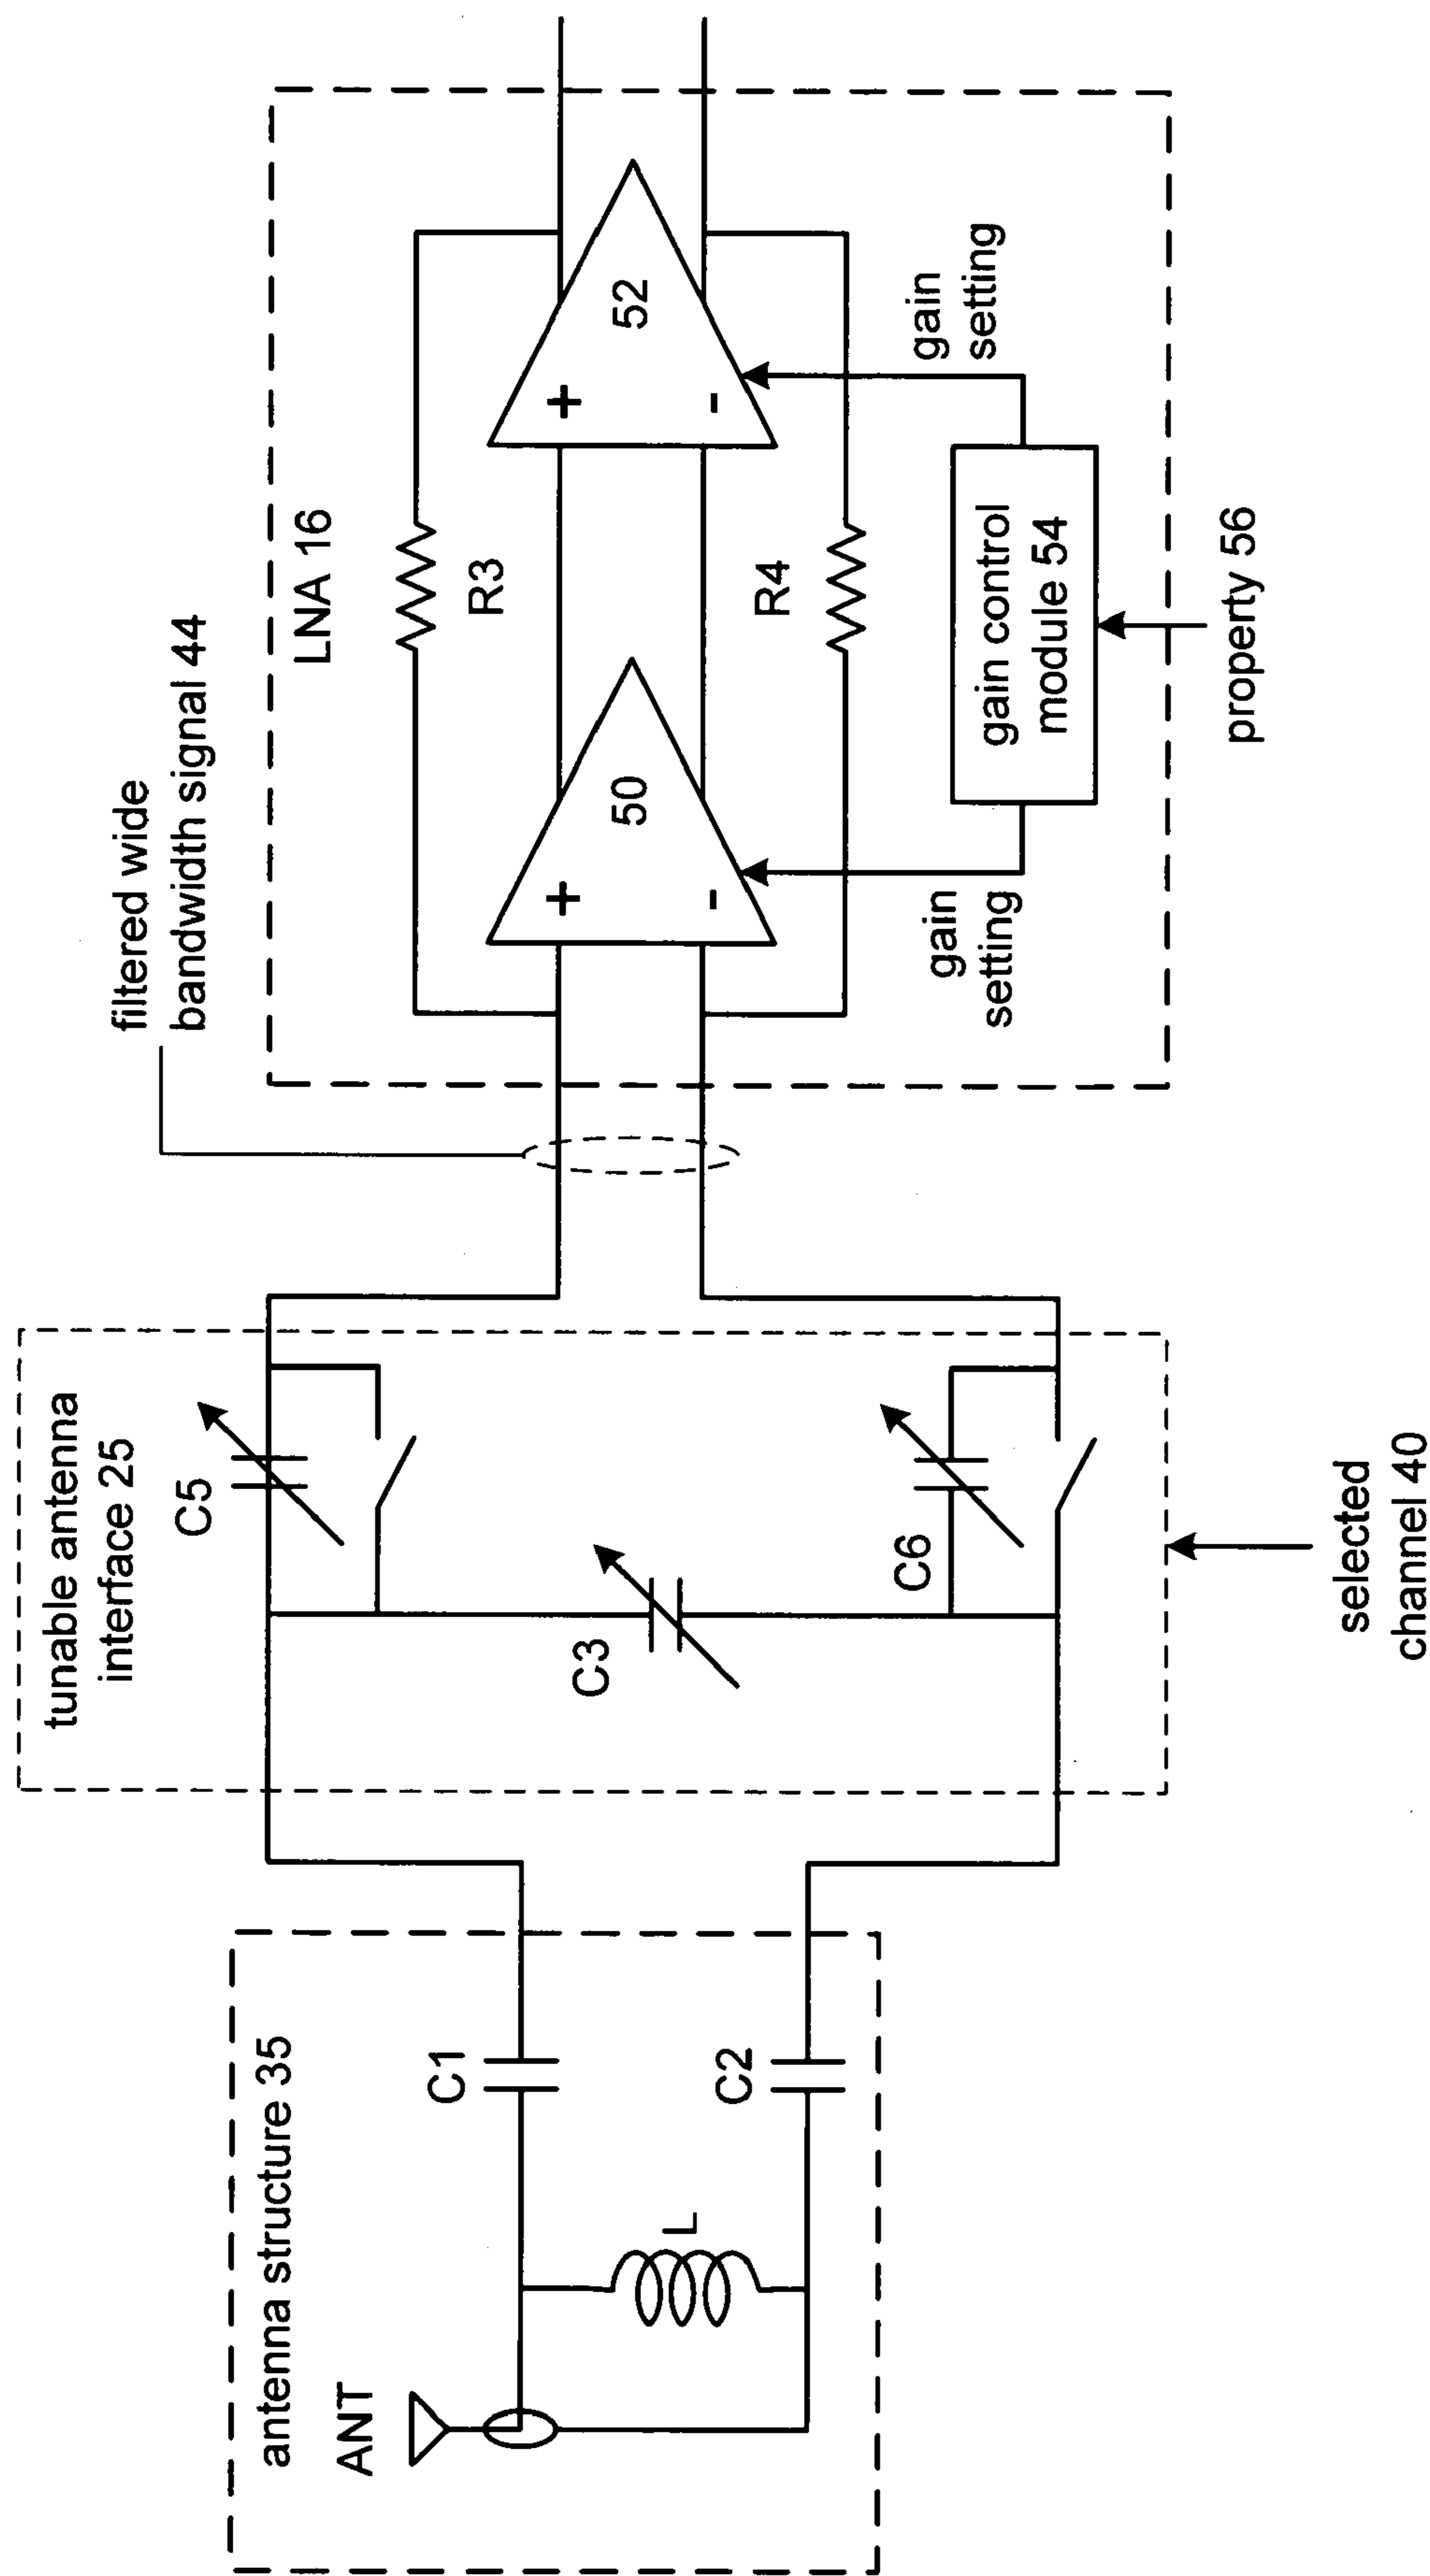 antenna structure 35
ANT
L
C1
C2
tunable antenna
interface 25
C5
C3
C6
selected
channel 40
filtered wide
bandwidth signal 44
LNA 16
R3
+
-
50
+
-
52
R4
gain
setting
gain control
module 54
gain
setting
property 56